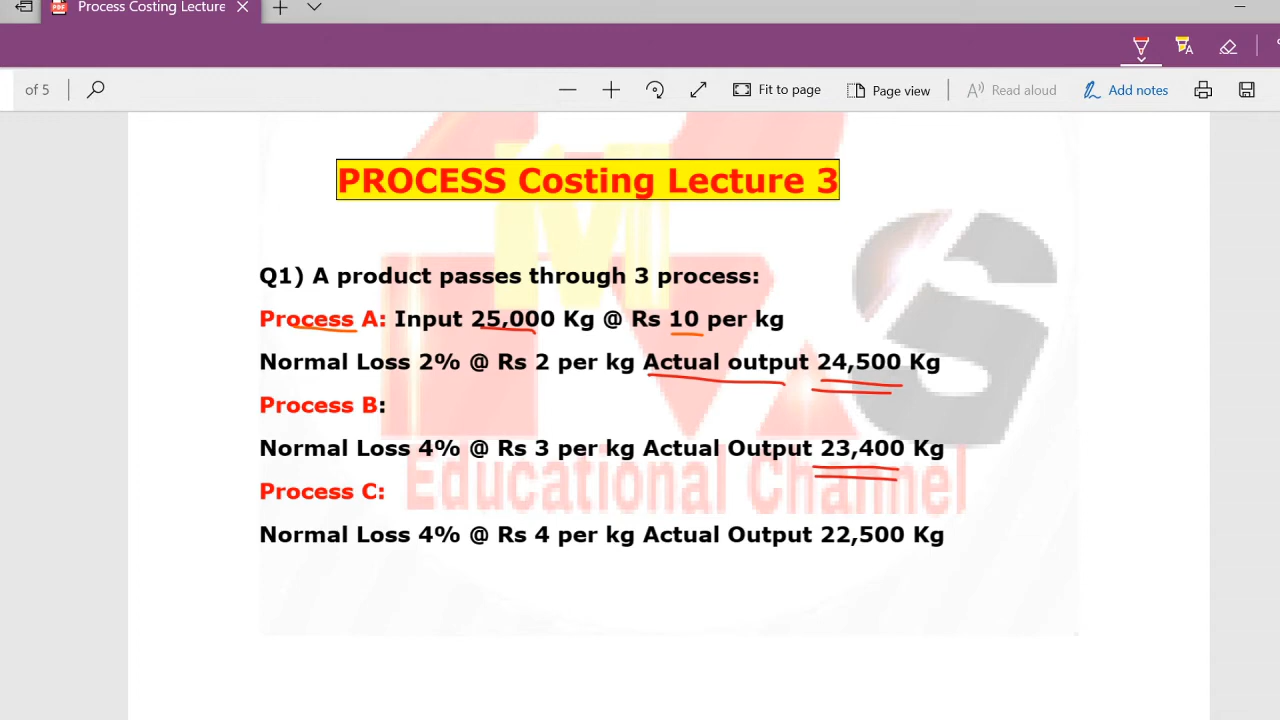 Process Costing Lecture
of 5
Fit to page
Page view
Read aloud
Add notes
PROCESS Costing Lecture 3
Q1) A product passes through 3 process:
Process A: Input 25,000 Kg @ Rs 10 per kg
Normal Loss 2% @ Rs 2 per kg Actual output 24,500 Kg
Process B:
Normal Loss 4% @ Rs 3 per kg Actual Output 23,400 Kg
Educational Channel
Process C:
Normal Loss 4% @ Rs 4 per kg Actual Output 22,500 Kg